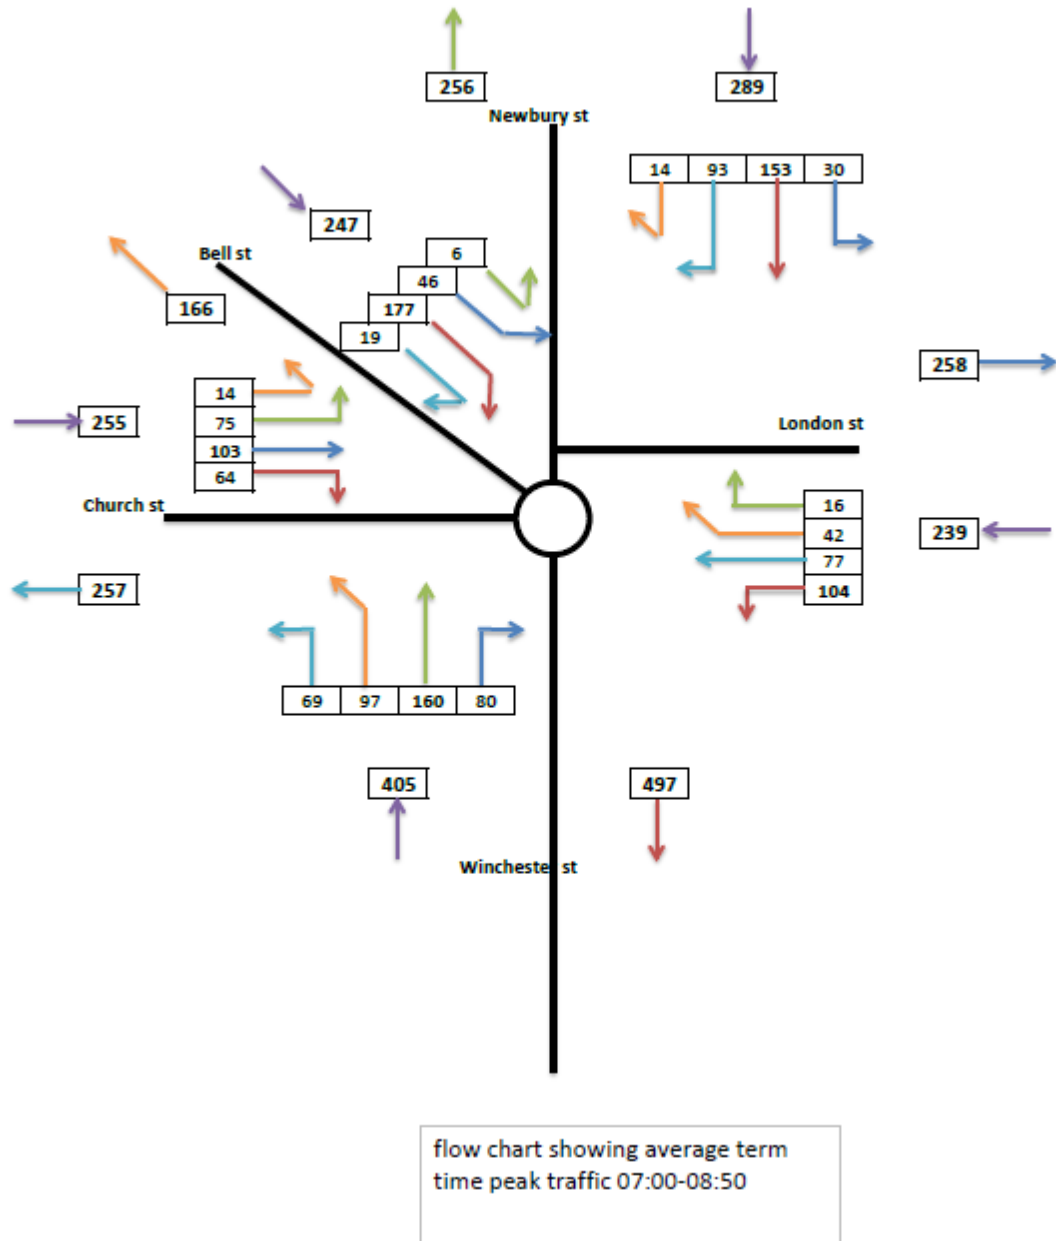 256
289
Newbury st
14 93 153 30
247
Bell st
6
46
177
19
166
258
14
75
103
64
255
London st
Church st
16
42
77
104
239
257
69 97 160 80
405
497
Winchester st
flow chart showing average term
time peak traffic 07:00-08:50